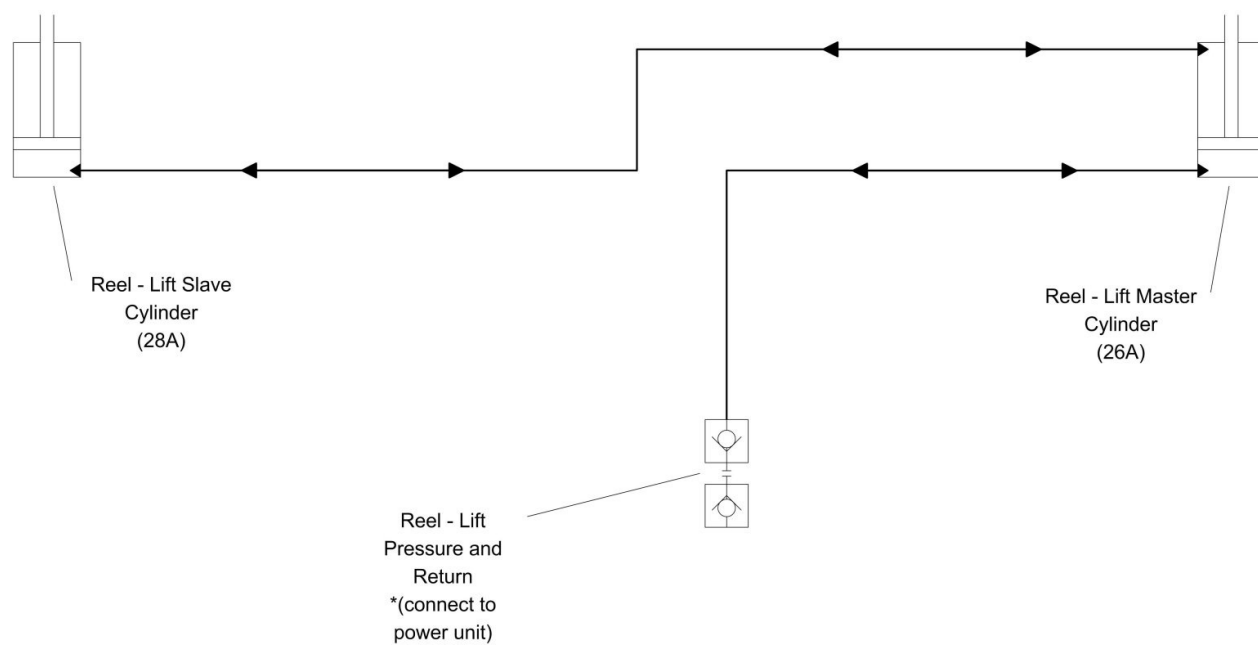 Reel - Lift Slave
Cylinder
(28A)
Reel - Lift Master
Cylinder
(26A)
Reel - Lift
Pressure and
Return
*(connect to
power unit)